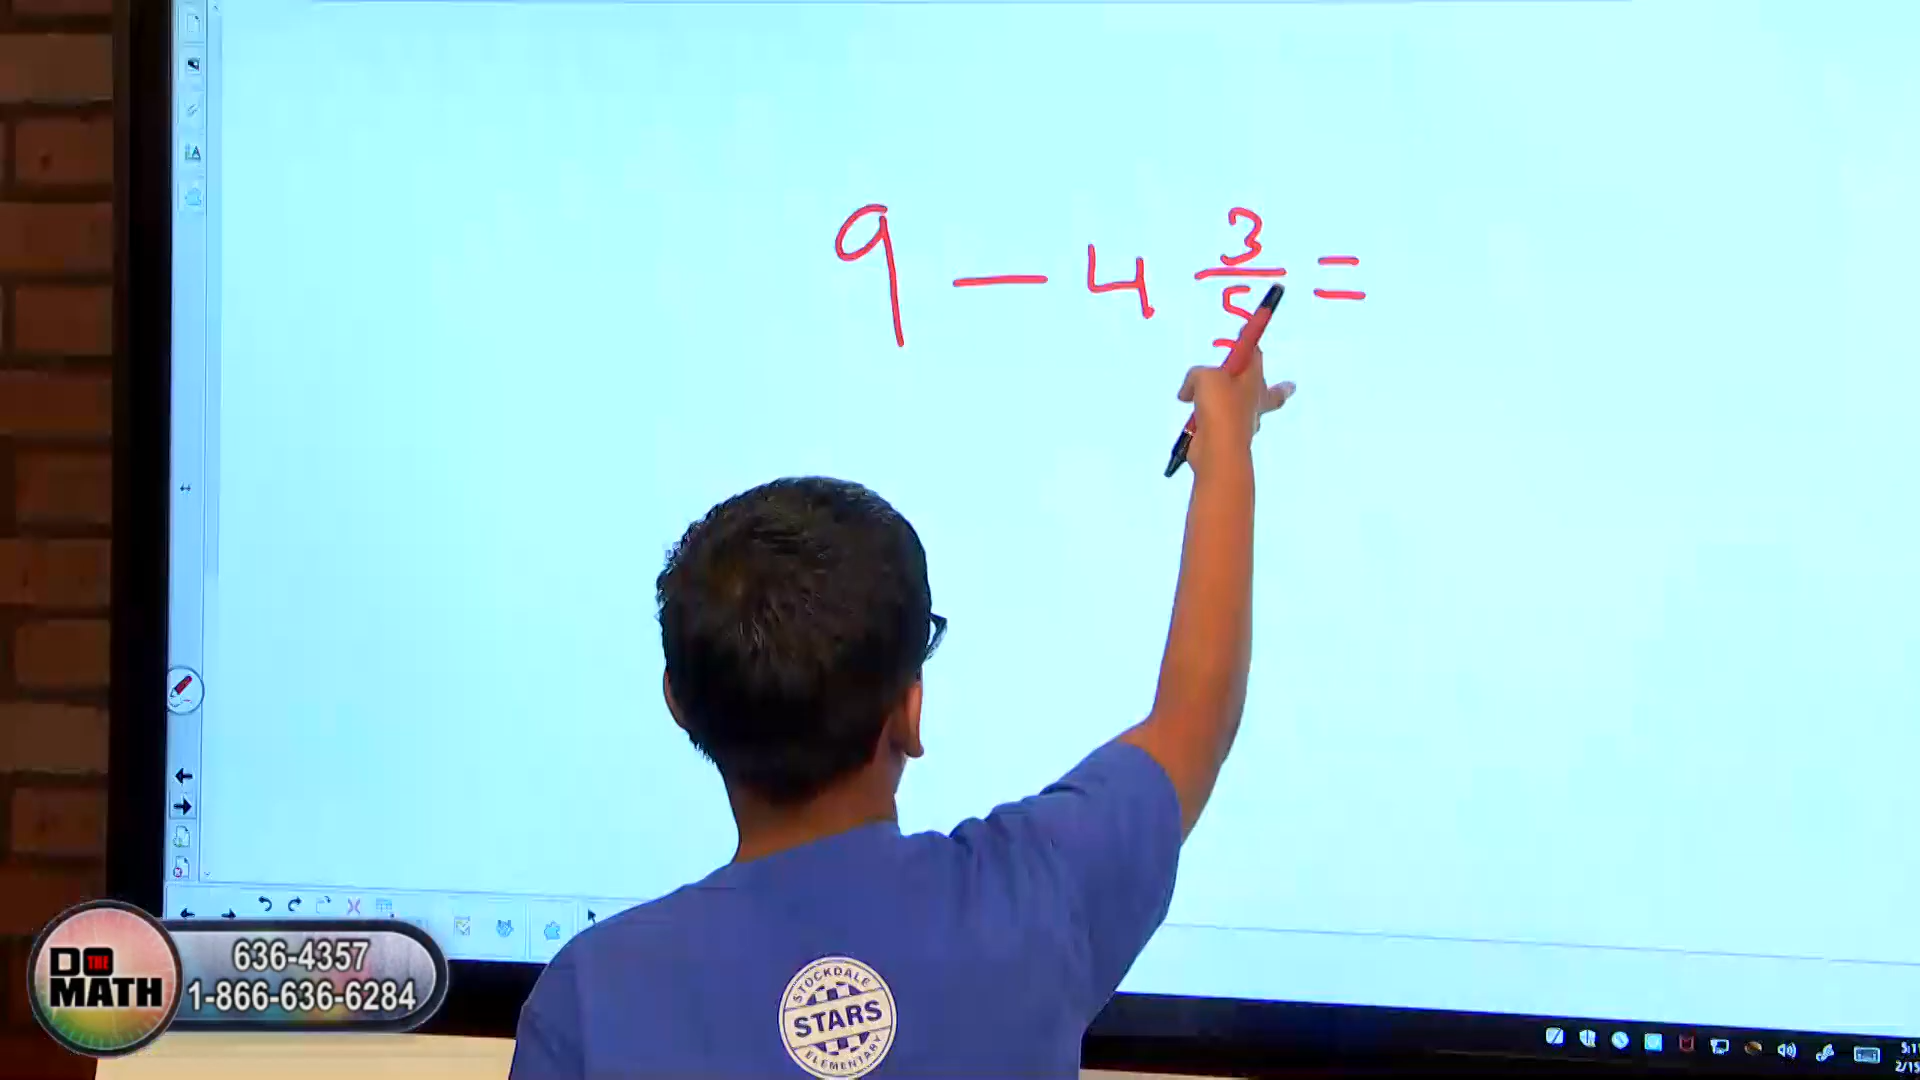 9 — 4 3/5 =
DO THE MATH
636-4357
1-866-636-6284
STOCKDALE
STARS
ELEMENTARY